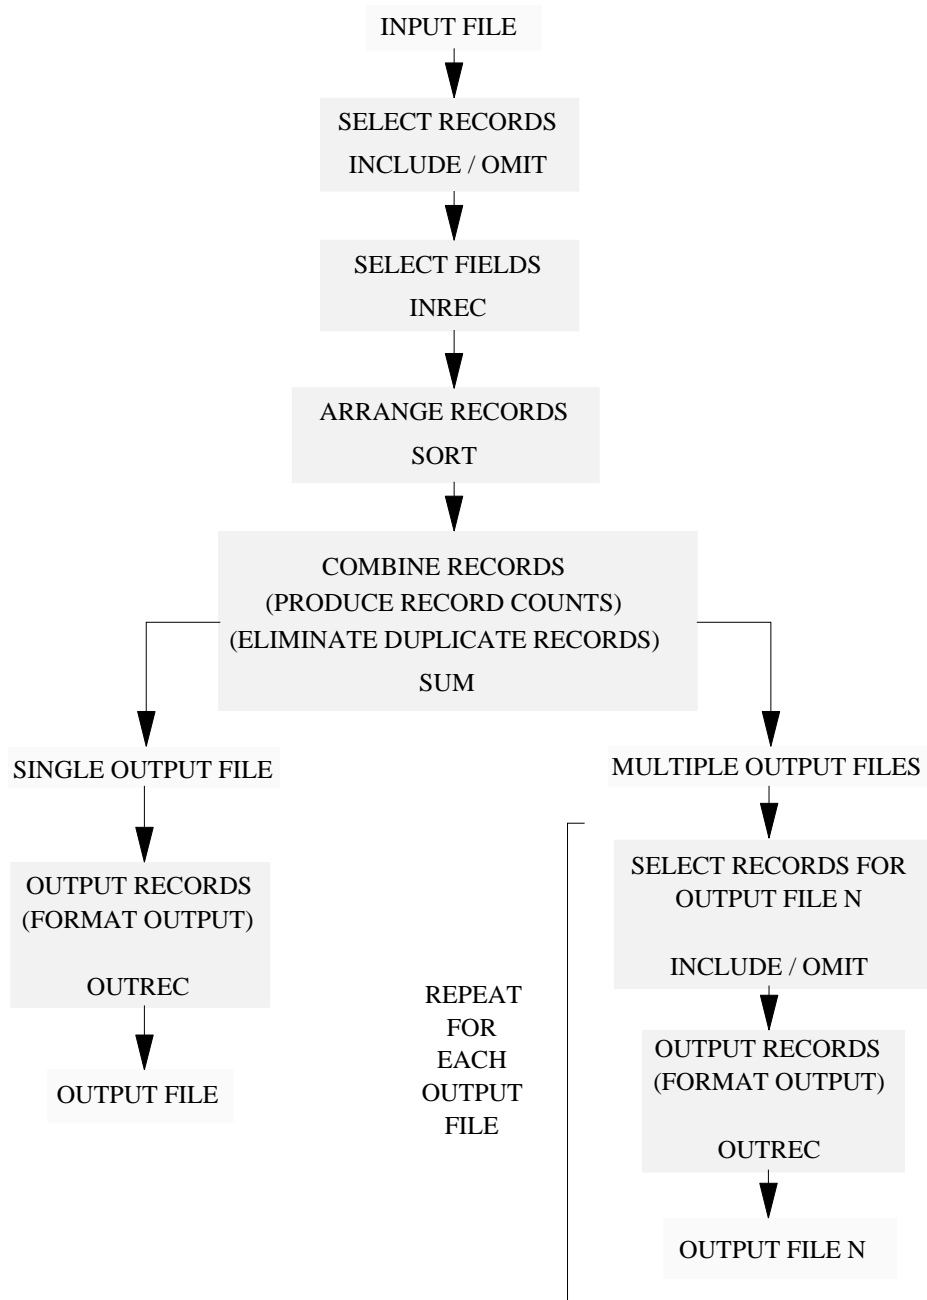 INPUT FILE
SELECT RECORDS
INCLUDE / OMIT
SELECT FIELDS
INREC
ARRANGE RECORDS
SORT
COMBINE RECORDS
(PRODUCE RECORD COUNTS)
(ELIMINATE DUPLICATE RECORDS)
SUM
SINGLE OUTPUT FILE
OUTPUT RECORDS
(FORMAT OUTPUT)
OUTREC
OUTPUT FILE
MULTIPLE OUTPUT FILES
SELECT RECORDS FOR
OUTPUT FILE N
INCLUDE / OMIT
REPEAT
FOR
EACH
OUTPUT
FILE
OUTPUT RECORDS
(FORMAT OUTPUT)
OUTREC
OUTPUT FILE N